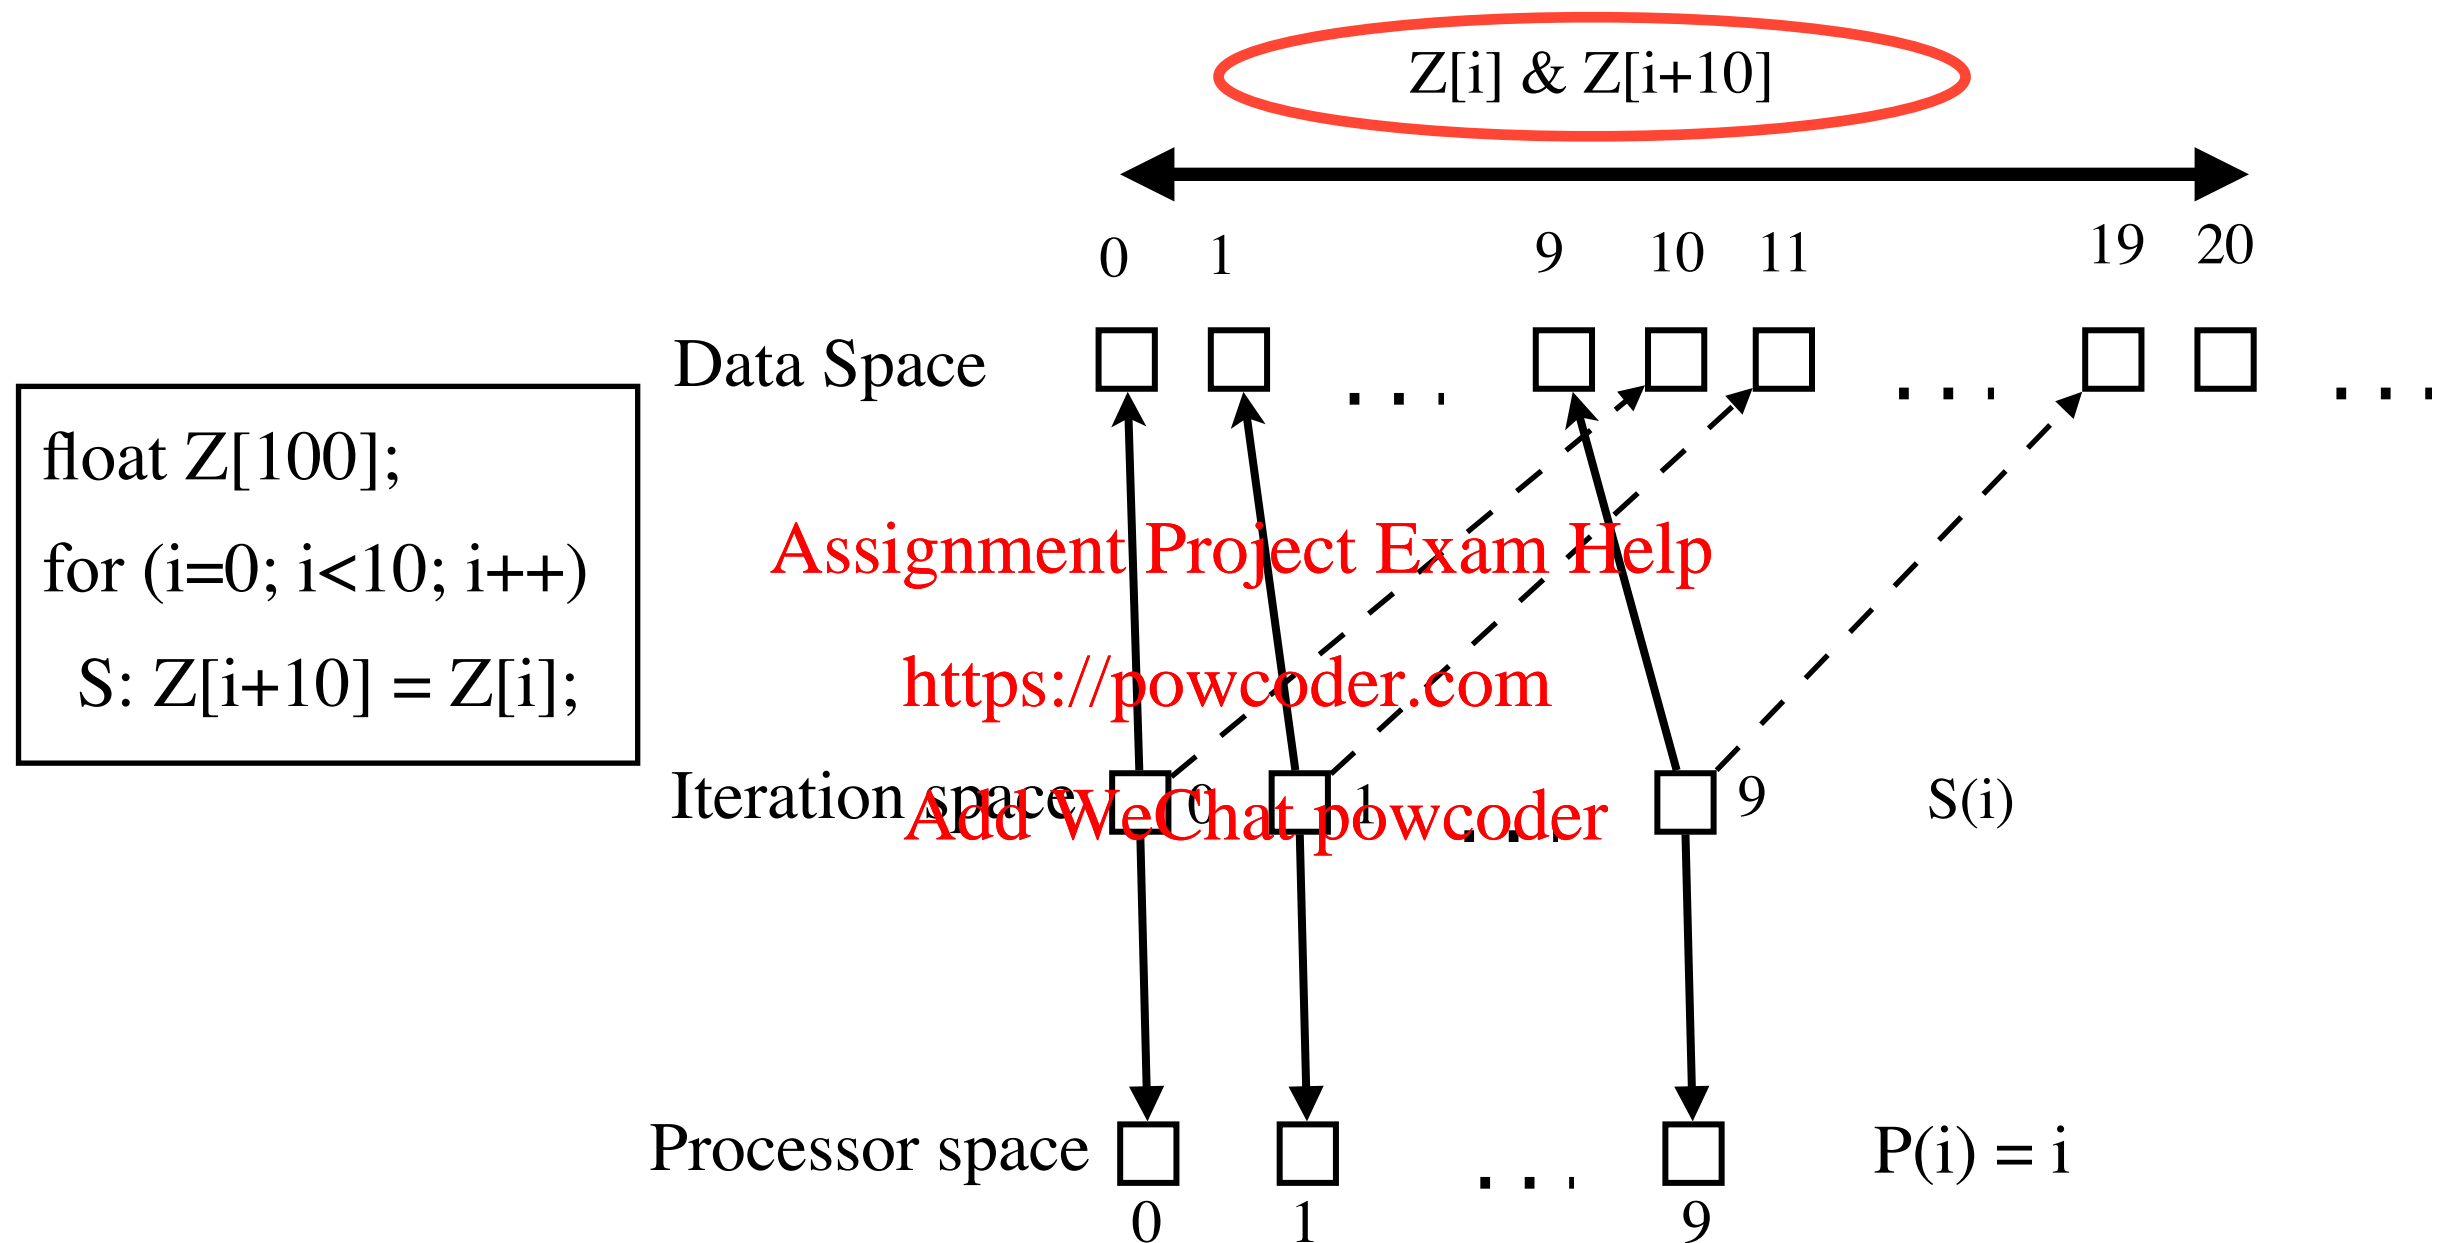 Z[i] & Z[i+10]
0 1 9 10 11 19 20
Data Space ... ... ...
float Z[100];
for (i=0; i<10; i++)
S: Z[i+10] = Z[i];
Assignment Project Exam Help
https://powcoder.com
Iteration space 0 1 ... 9 S(i)
Add WeChat powcoder
Processor space ... P(i) = i
0 1 9